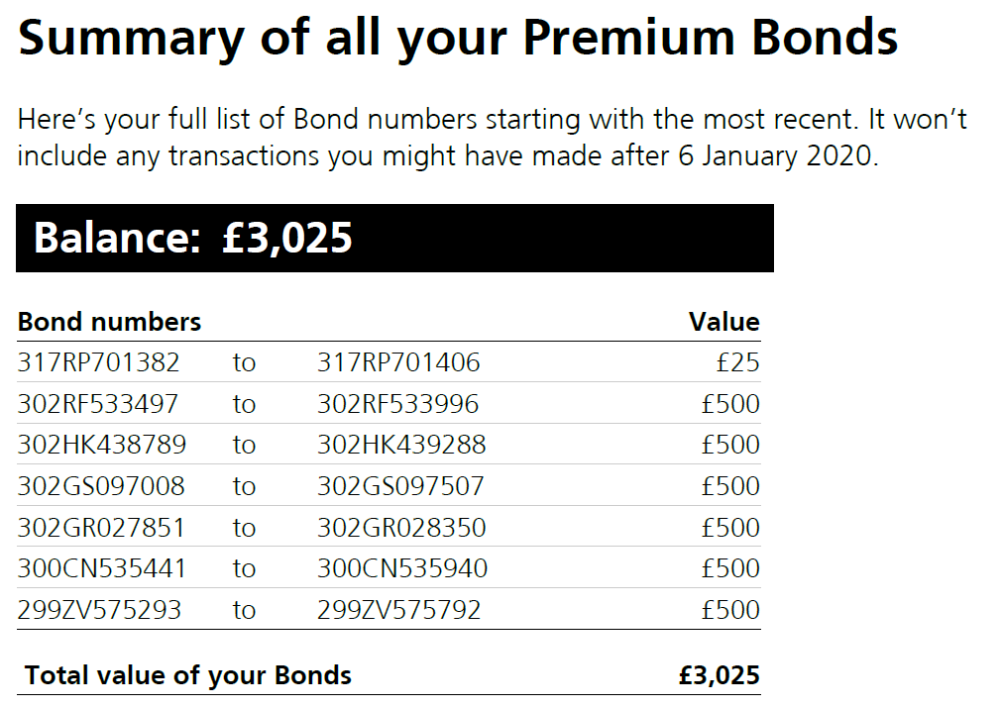 Summary of all your Premium Bonds
Here’s your full list of Bond numbers starting with the most recent. It won’t
include any transactions you might have made after 6 January 2020.
Balance: £3,025
Bond numbers Value
317RP701382 to 317RP701406 £25
302RF533497 to 302RF533996 £500
302HK438789 to 302HK439288 £500
302GS097008 to 302GS097507 £500
302GR027851 to 302GR028350 £500
300CN535441 to 300CN535940 £500
299ZV575293 to 299ZV575792 £500
Total value of your Bonds £3,025